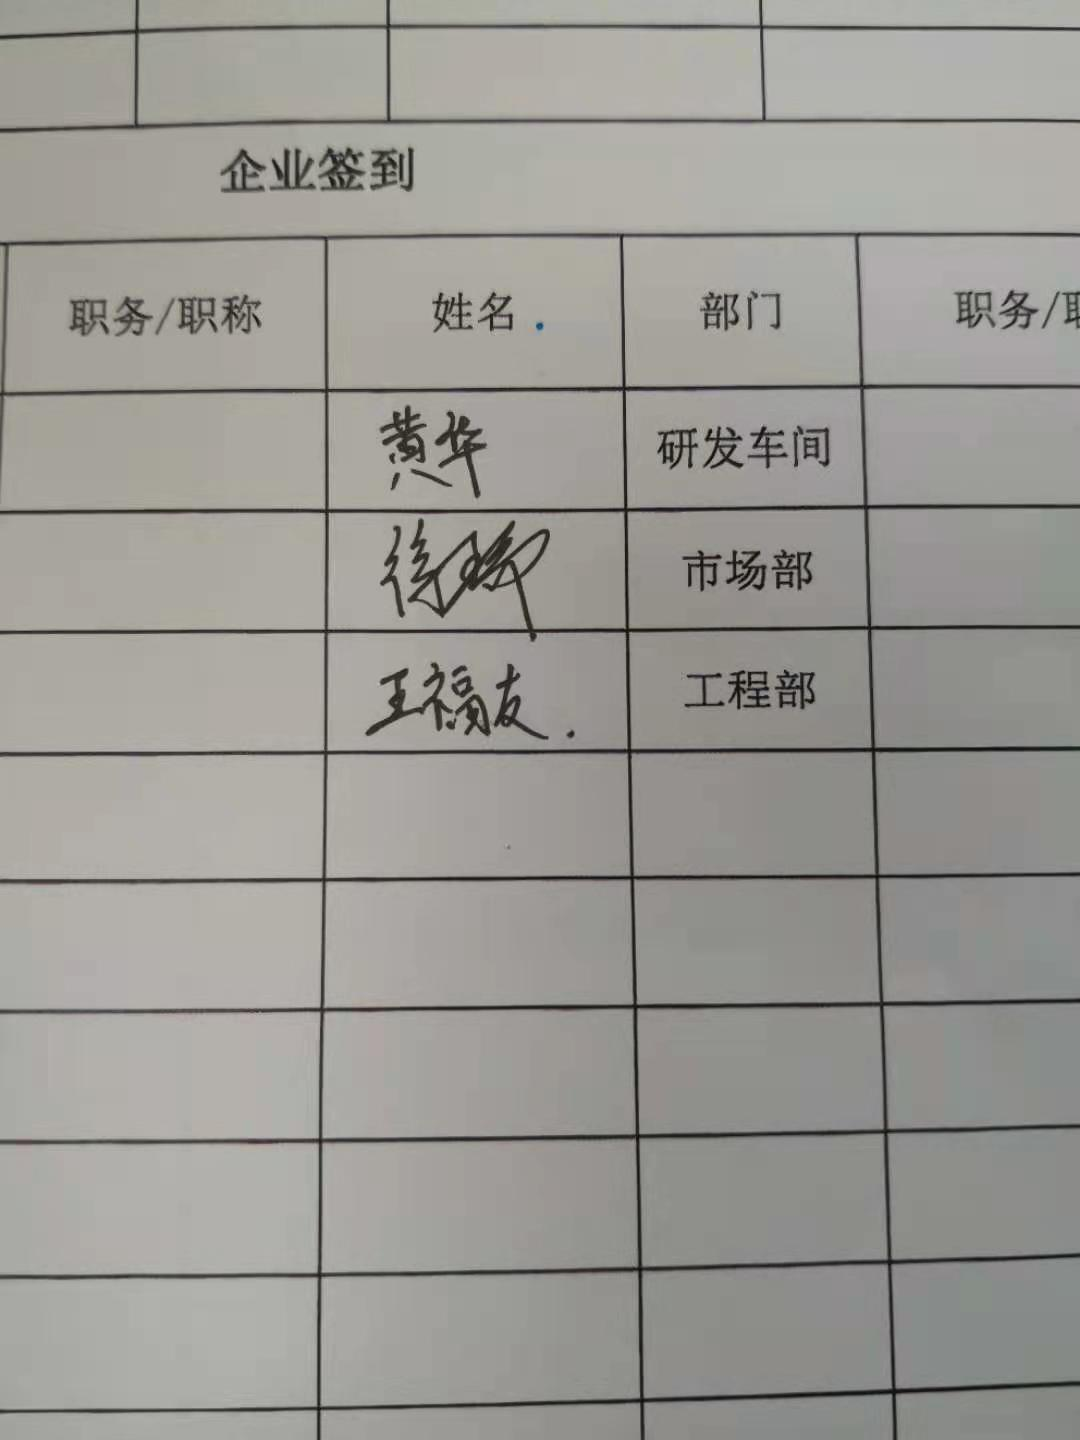 企业签到
职务/职称 姓名 部门 职务/职
黄华 研发车间
徐 市场部
王福友 工程部